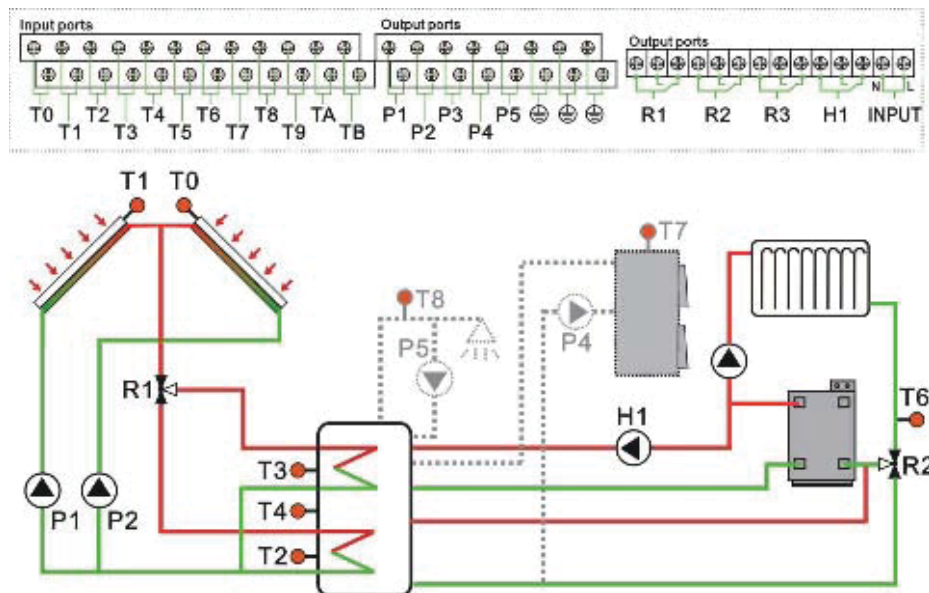 Input ports
Output ports
Output ports
T0 T2 T4 T6 T8 TA P1 P3 P5
T1 T3 T5 T7 T9 TB P2 P4
R1 R2 R3 H1 INPUT
N L
T1 T0
T7
T8
P5
P4
R1
H1
T6
T3
R2
P1 P2
T4
T2